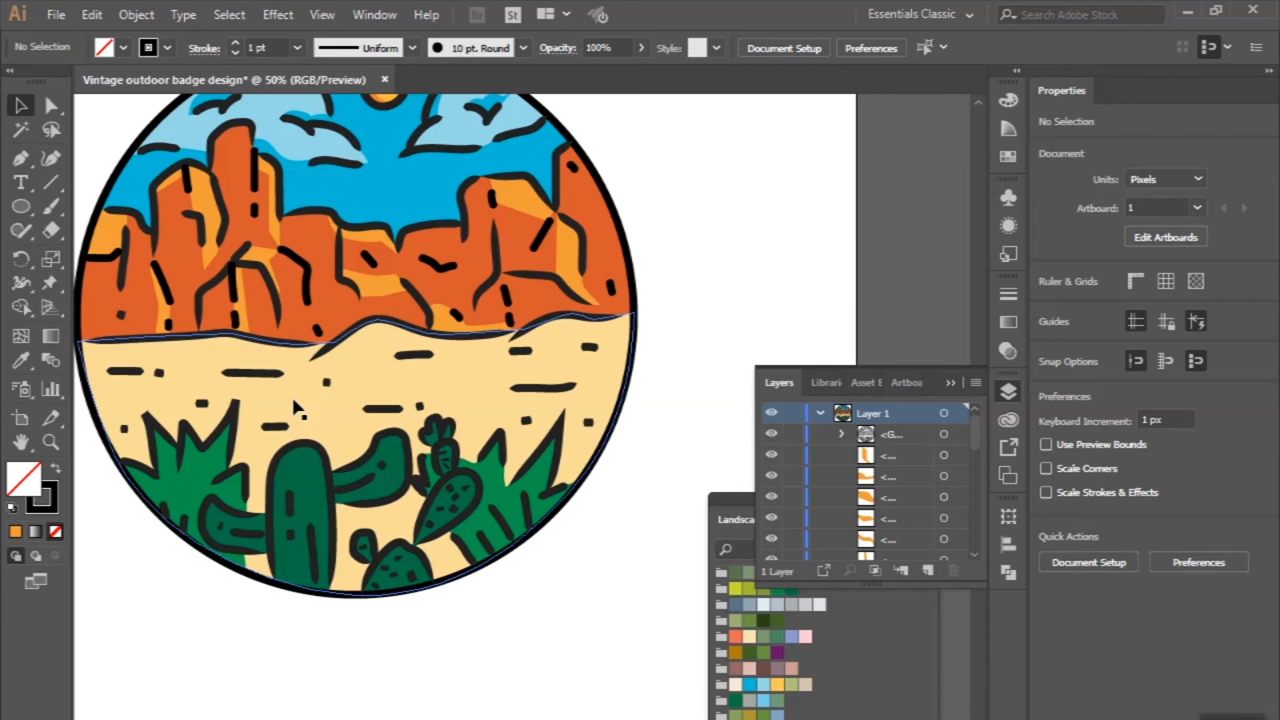 Ai File Edit Object Type Select Effect View Window Help Br St Essentials Classic Search Adobe Stock
No Selection Stroke: 1 pt Uniform 10 pt. Round Opacity: 100% Style: Document Setup Preferences
Vintage outdoor badge design* @ 50% (RGB/Preview)
Properties
No Selection
Document
Units: Pixels
Artboard: 1
Edit Artboards
Ruler & Grids
Guides
Snap Options
Preferences
Keyboard Increment: 1 px
Use Preview Bounds
Scale Corners
Scale Strokes & Effects
Quick Actions
Document Setup Preferences
Layers Librari Asset E Artboa
Layer 1
<G...
<...
<...
<...
<...
<...
1 Layer
Landsca